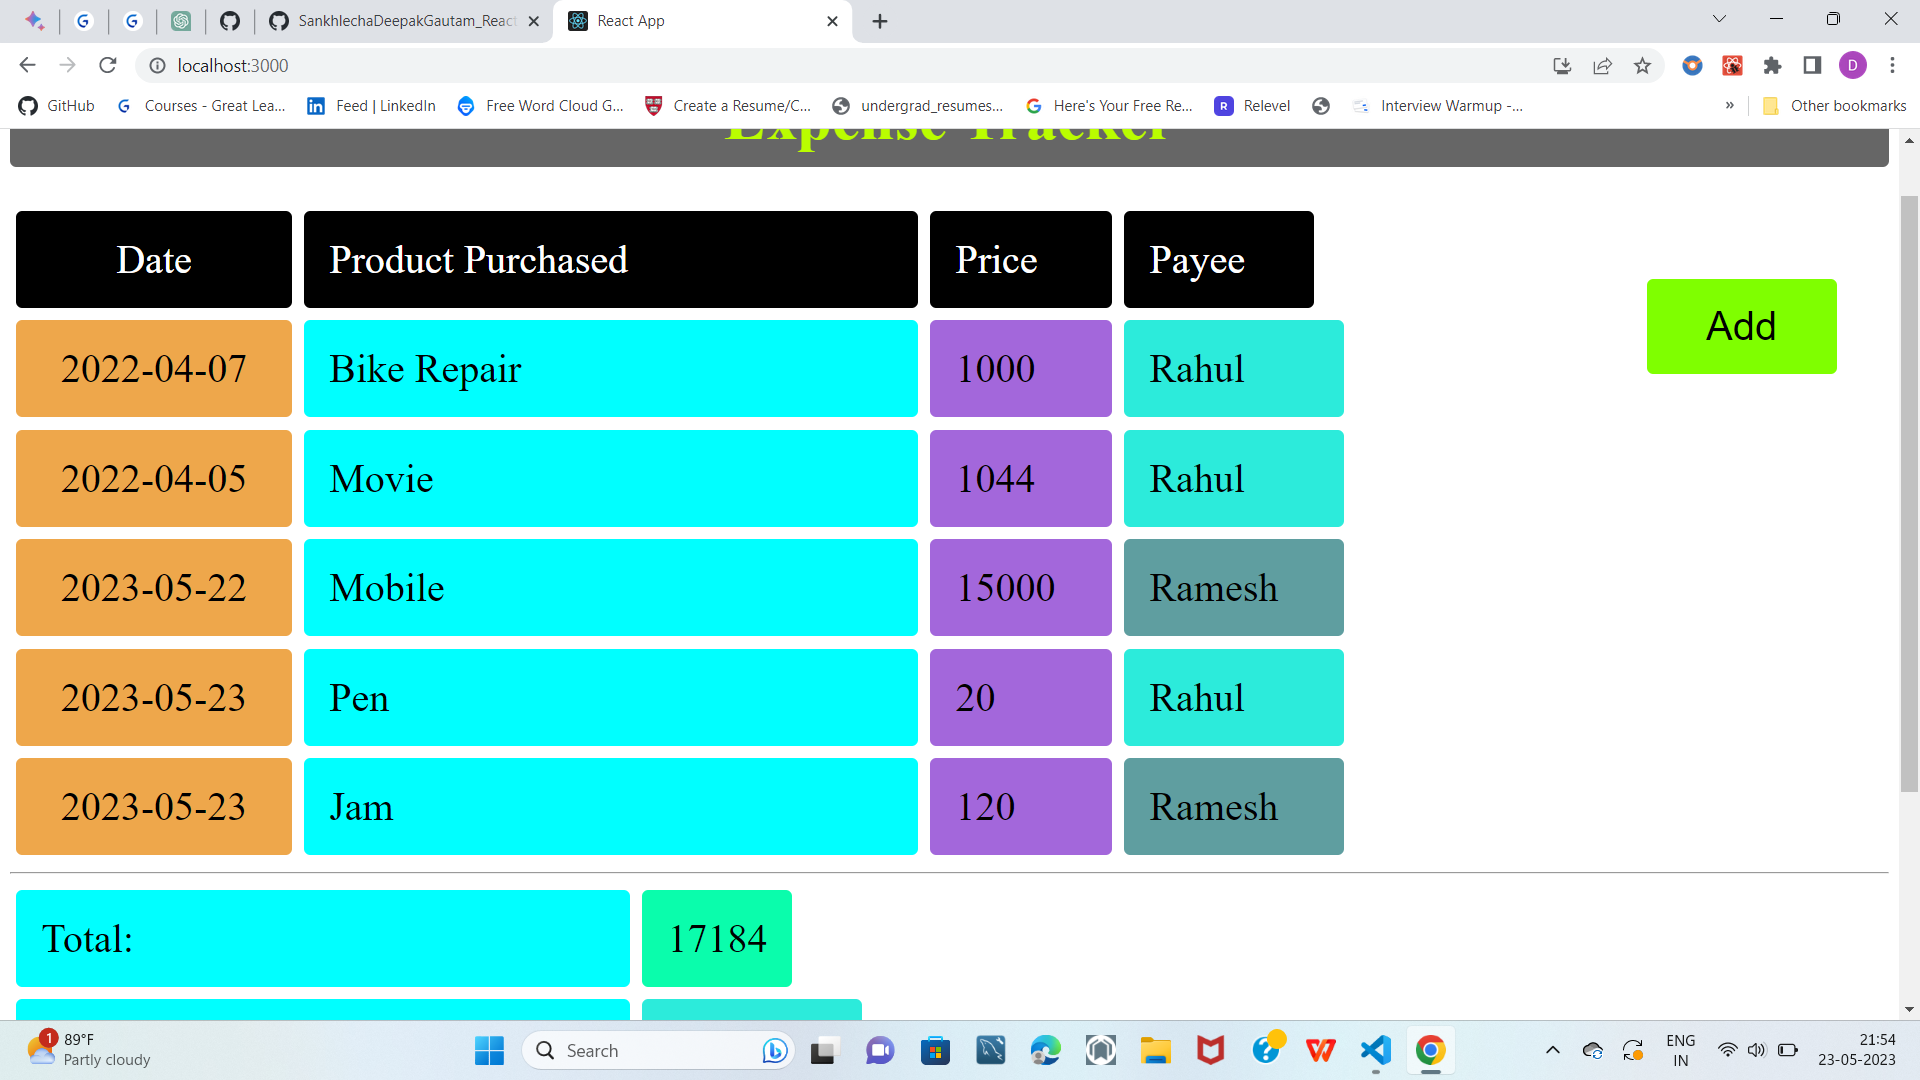 SankhlechaDeepakGautam_React
React App
localhost:3000
D
GitHub
Courses - Great Lea...
Feed | LinkedIn
Free Word Cloud G...
Create a Resume/C...
undergrad_resumes...
Here's Your Free Re...
R
Relevel
Interview Warmup -...
»
Other bookmarks
Expense Tracker
Date Product Purchased Price Payee
Add
2022-04-07 Bike Repair 1000 Rahul
2022-04-05 Movie 1044 Rahul
2023-05-22 Mobile 15000 Ramesh
2023-05-23 Pen 20 Rahul
2023-05-23 Jam 120 Ramesh
Total: 17184
1
89°F
Partly cloudy
Search
ENG
IN
21:54
23-05-2023